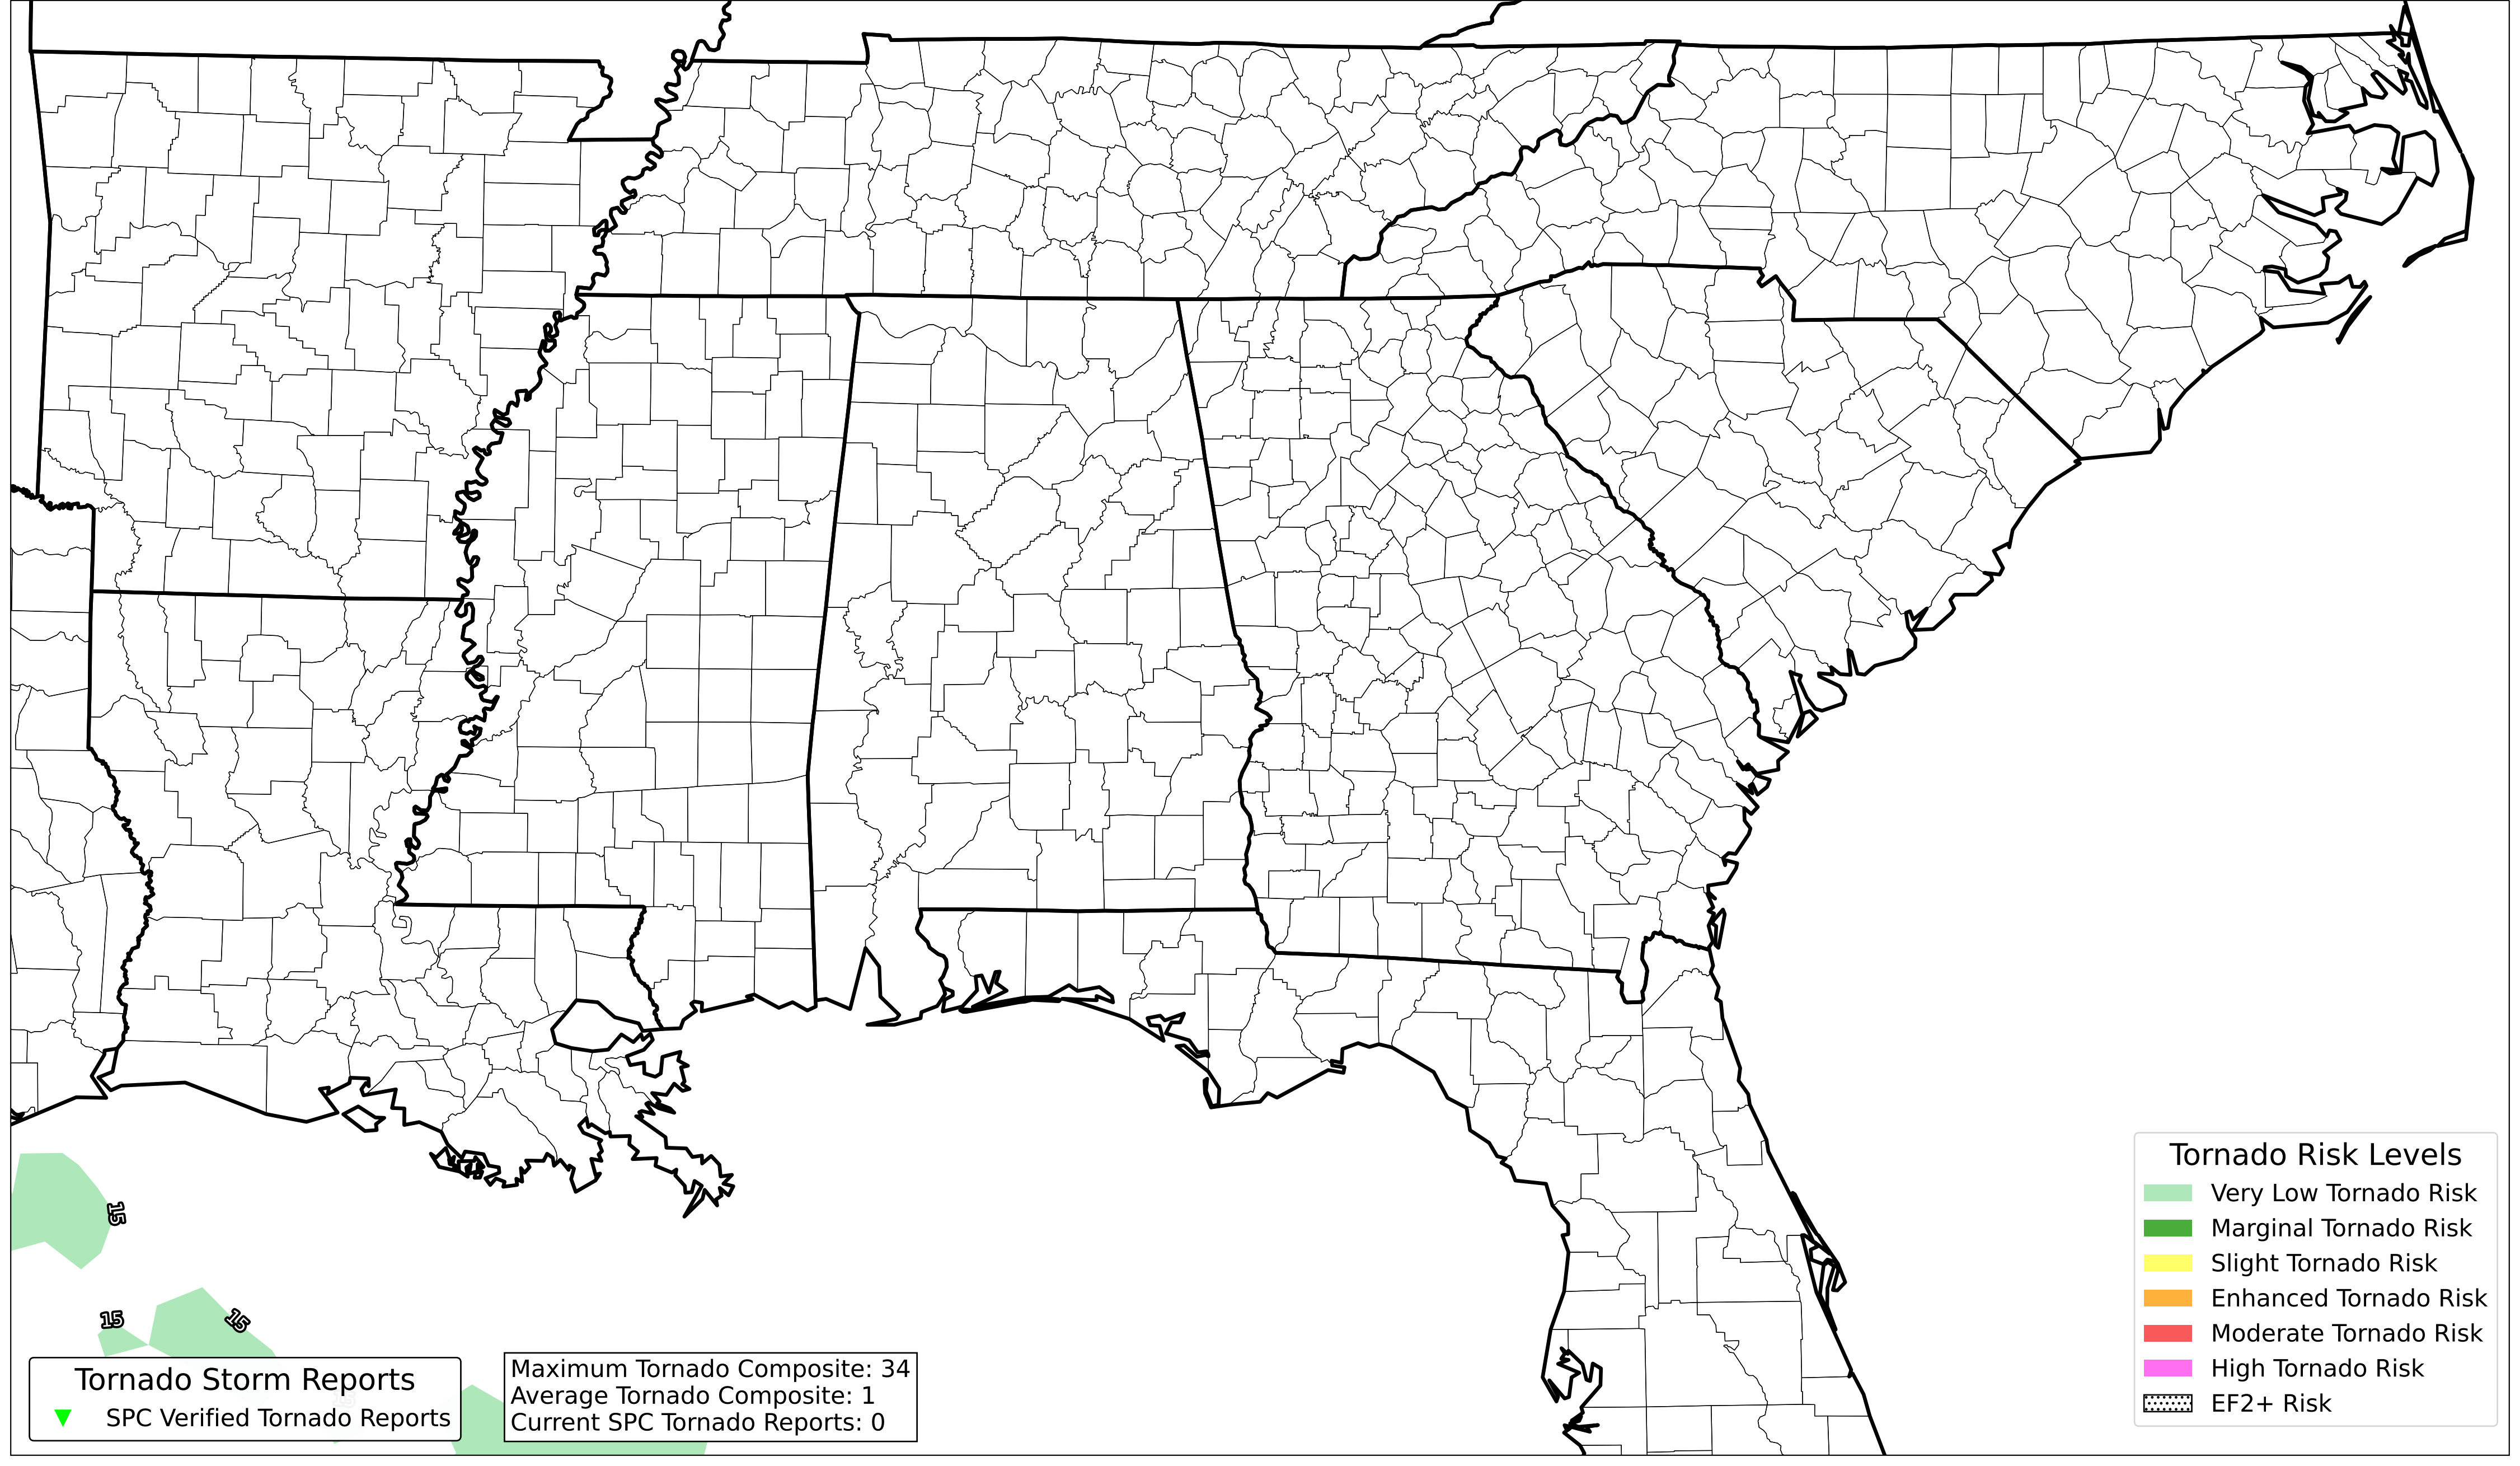 15
15
15
Tornado Storm Reports
SPC Verified Tornado Reports
Maximum Tornado Composite: 34
Average Tornado Composite: 1
Current SPC Tornado Reports: 0
Tornado Risk Levels
Very Low Tornado Risk
Marginal Tornado Risk
Slight Tornado Risk
Enhanced Tornado Risk
Moderate Tornado Risk
High Tornado Risk
EF2+ Risk